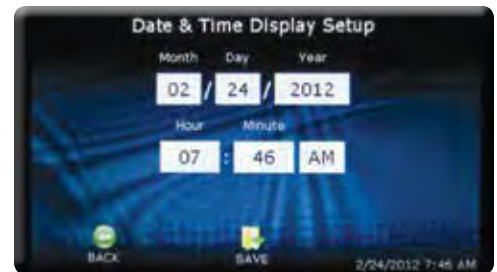 Date & Time Display Setup
Month Day Year
02 / 24 / 2012
Hour Minute
07 : 46 AM
BACK SAVE 2/24/2012 7:46 AM